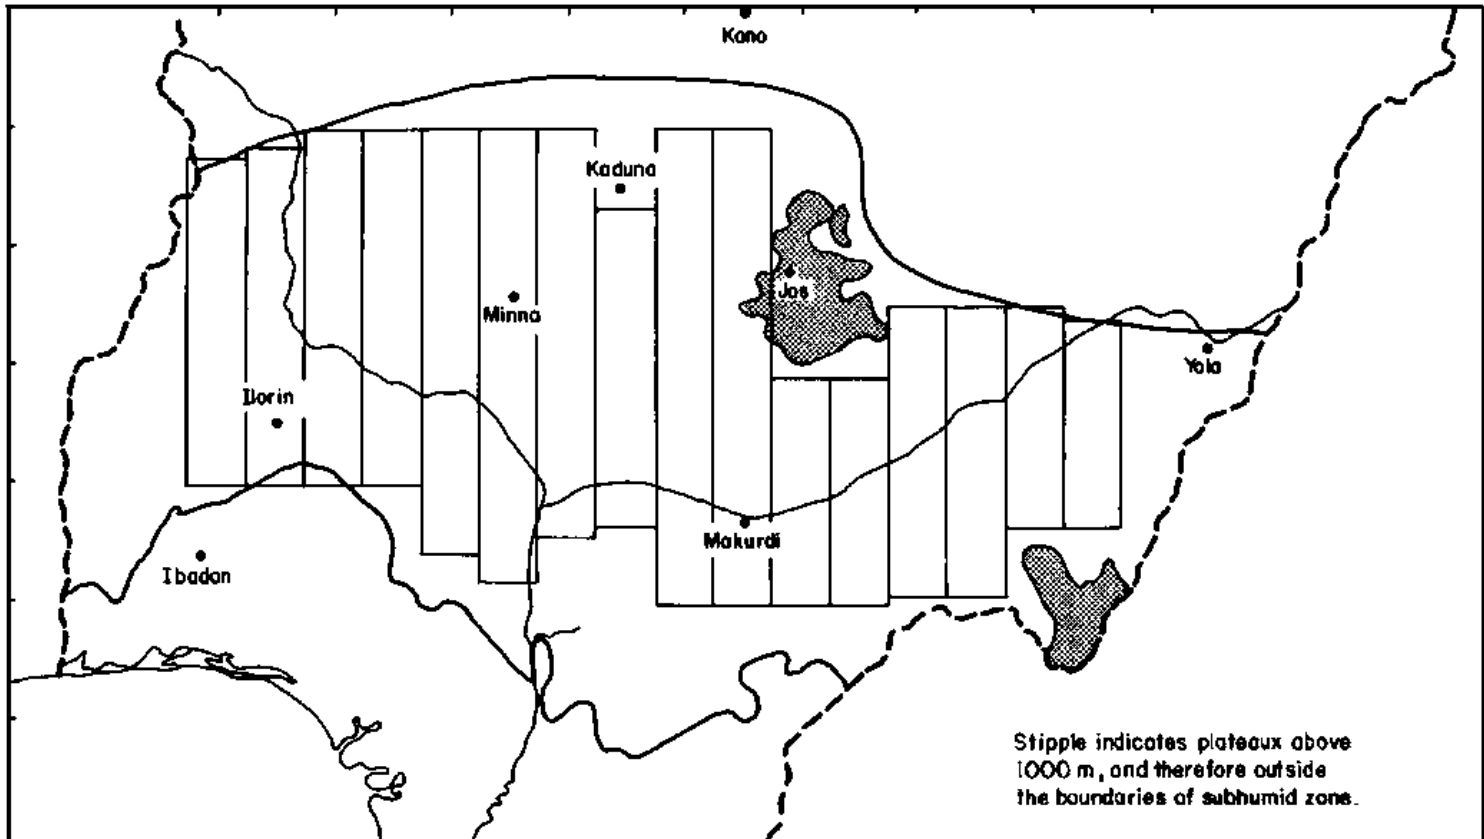 Kano
Kaduna
Jos
Minna
Yola
Ilorin
Makurdi
Ibadan
Stipple indicates plateaux above
1000 m, and therefore outside
the boundaries of subhumid zone.